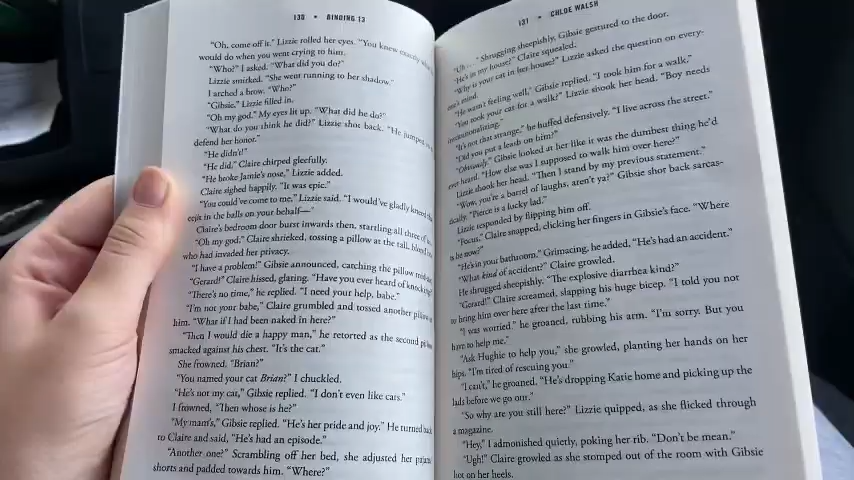 130 • BINDING 13
"Oh, come off it." Lizzie rolled her eyes. "You knew exactly what
would do when you went crying to him.
"Who?" I asked. "What did you do?"
Lizzie smirked. "She went running to her shadow."
I arched a brow. "Who?"
"Gibsie," Lizzie filled in.
"Oh my god." My eyes lit up. "What did he do?"
"What do you think he did?" Lizzie shot back. "He jumped
defend her honor."
"He didn't!"
"He did," Claire chirped gleefully.
"He broke Jamie's nose," Lizzie added.
Claire sighed happily. "It was epic."
"You could've come to me," Lizzie said. "I would've gladly
eejit in the balls on your behalf—"
Claire's bedroom door burst inwards then, startling all three of
"Oh my god," Claire shrieked, tossing a pillow at the tall,
who had invaded her privacy.
"I have a problem!" Gibsie announced, catching the pillow
"Gerard!" Claire hissed, glaring. "Have you ever heard of knocking?
"There's no time," he replied. "I need your help, babe."
"I'm not your babe," Claire grumbled and tossed another pillow
him. "What if I had been naked in here?"
"Then I would die a happy man," he retorted as the second
smacked against his chest. "It's the cat."
She frowned. "Brian?"
"You named your cat Brian?" I chuckled.
"He's not my cat," Gibsie replied. "I don't even like cats."
I frowned, "Then whose is he?"
"My mam's," Gibsie replied. "He's her pride and joy." He turned back
to Claire and said, "He's had an episode."
"Another one?" Scrambling off her bed, she adjusted her
shorts and padded towards him. "Where?"
131 • CHLOE WALSH
"Uh..." Shrugging sheepishly, Gibsie gestured to the door.
"He's in my house?" Claire squealed.
"Why is your cat in her house?" Lizzie asked the question on every-
one's mind.
"He wasn't feeling well," Gibsie replied. "I took him for a walk."
"You took your cat for a walk?" Lizzie shook her head. "Boy needs
institutionalizing."
"It's not that strange," he huffed defensively. "I live across the street."
"Did you put a leash on him?"
"Obviously." Gibsie looked at her like it was the dumbest thing he'd
ever heard. "How else was I supposed to walk him over here?"
Lizzie shook her head. "Then I stand by my previous statement."
"Wow, you're a barrel of laughs, aren't ya?" Gibsie shot back sarcas-
tically. "Pierce is a lucky lad."
Lizzie responded by flipping him off.
"Focus," Claire snapped, clicking her fingers in Gibsie's face. "Where
is he now?"
"He's in your bathroom." Grimacing, he added, "He's had an accident."
"What kind of accident?" Claire growled.
He shrugged sheepishly. "The explosive diarrhea kind?"
"Gerard!" Claire screamed, slapping his huge bicep. "I told you not
to bring him over here after the last time."
"I was worried," he groaned, rubbing his arm. "I'm sorry. But you
have to help me."
"Ask Hughie to help you," she growled, planting her hands on her
hips. "I'm tired of rescuing you."
"I can't," he groaned. "He's dropping Katie home and picking up the
lads before we go out."
"So why are you still here?" Lizzie quipped, as she flicked through
a magazine.
"Hey," I admonished quietly, poking her rib. "Don't be mean."
"Ugh!" Claire growled as she stomped out of the room with Gibsie
hot on her heels.